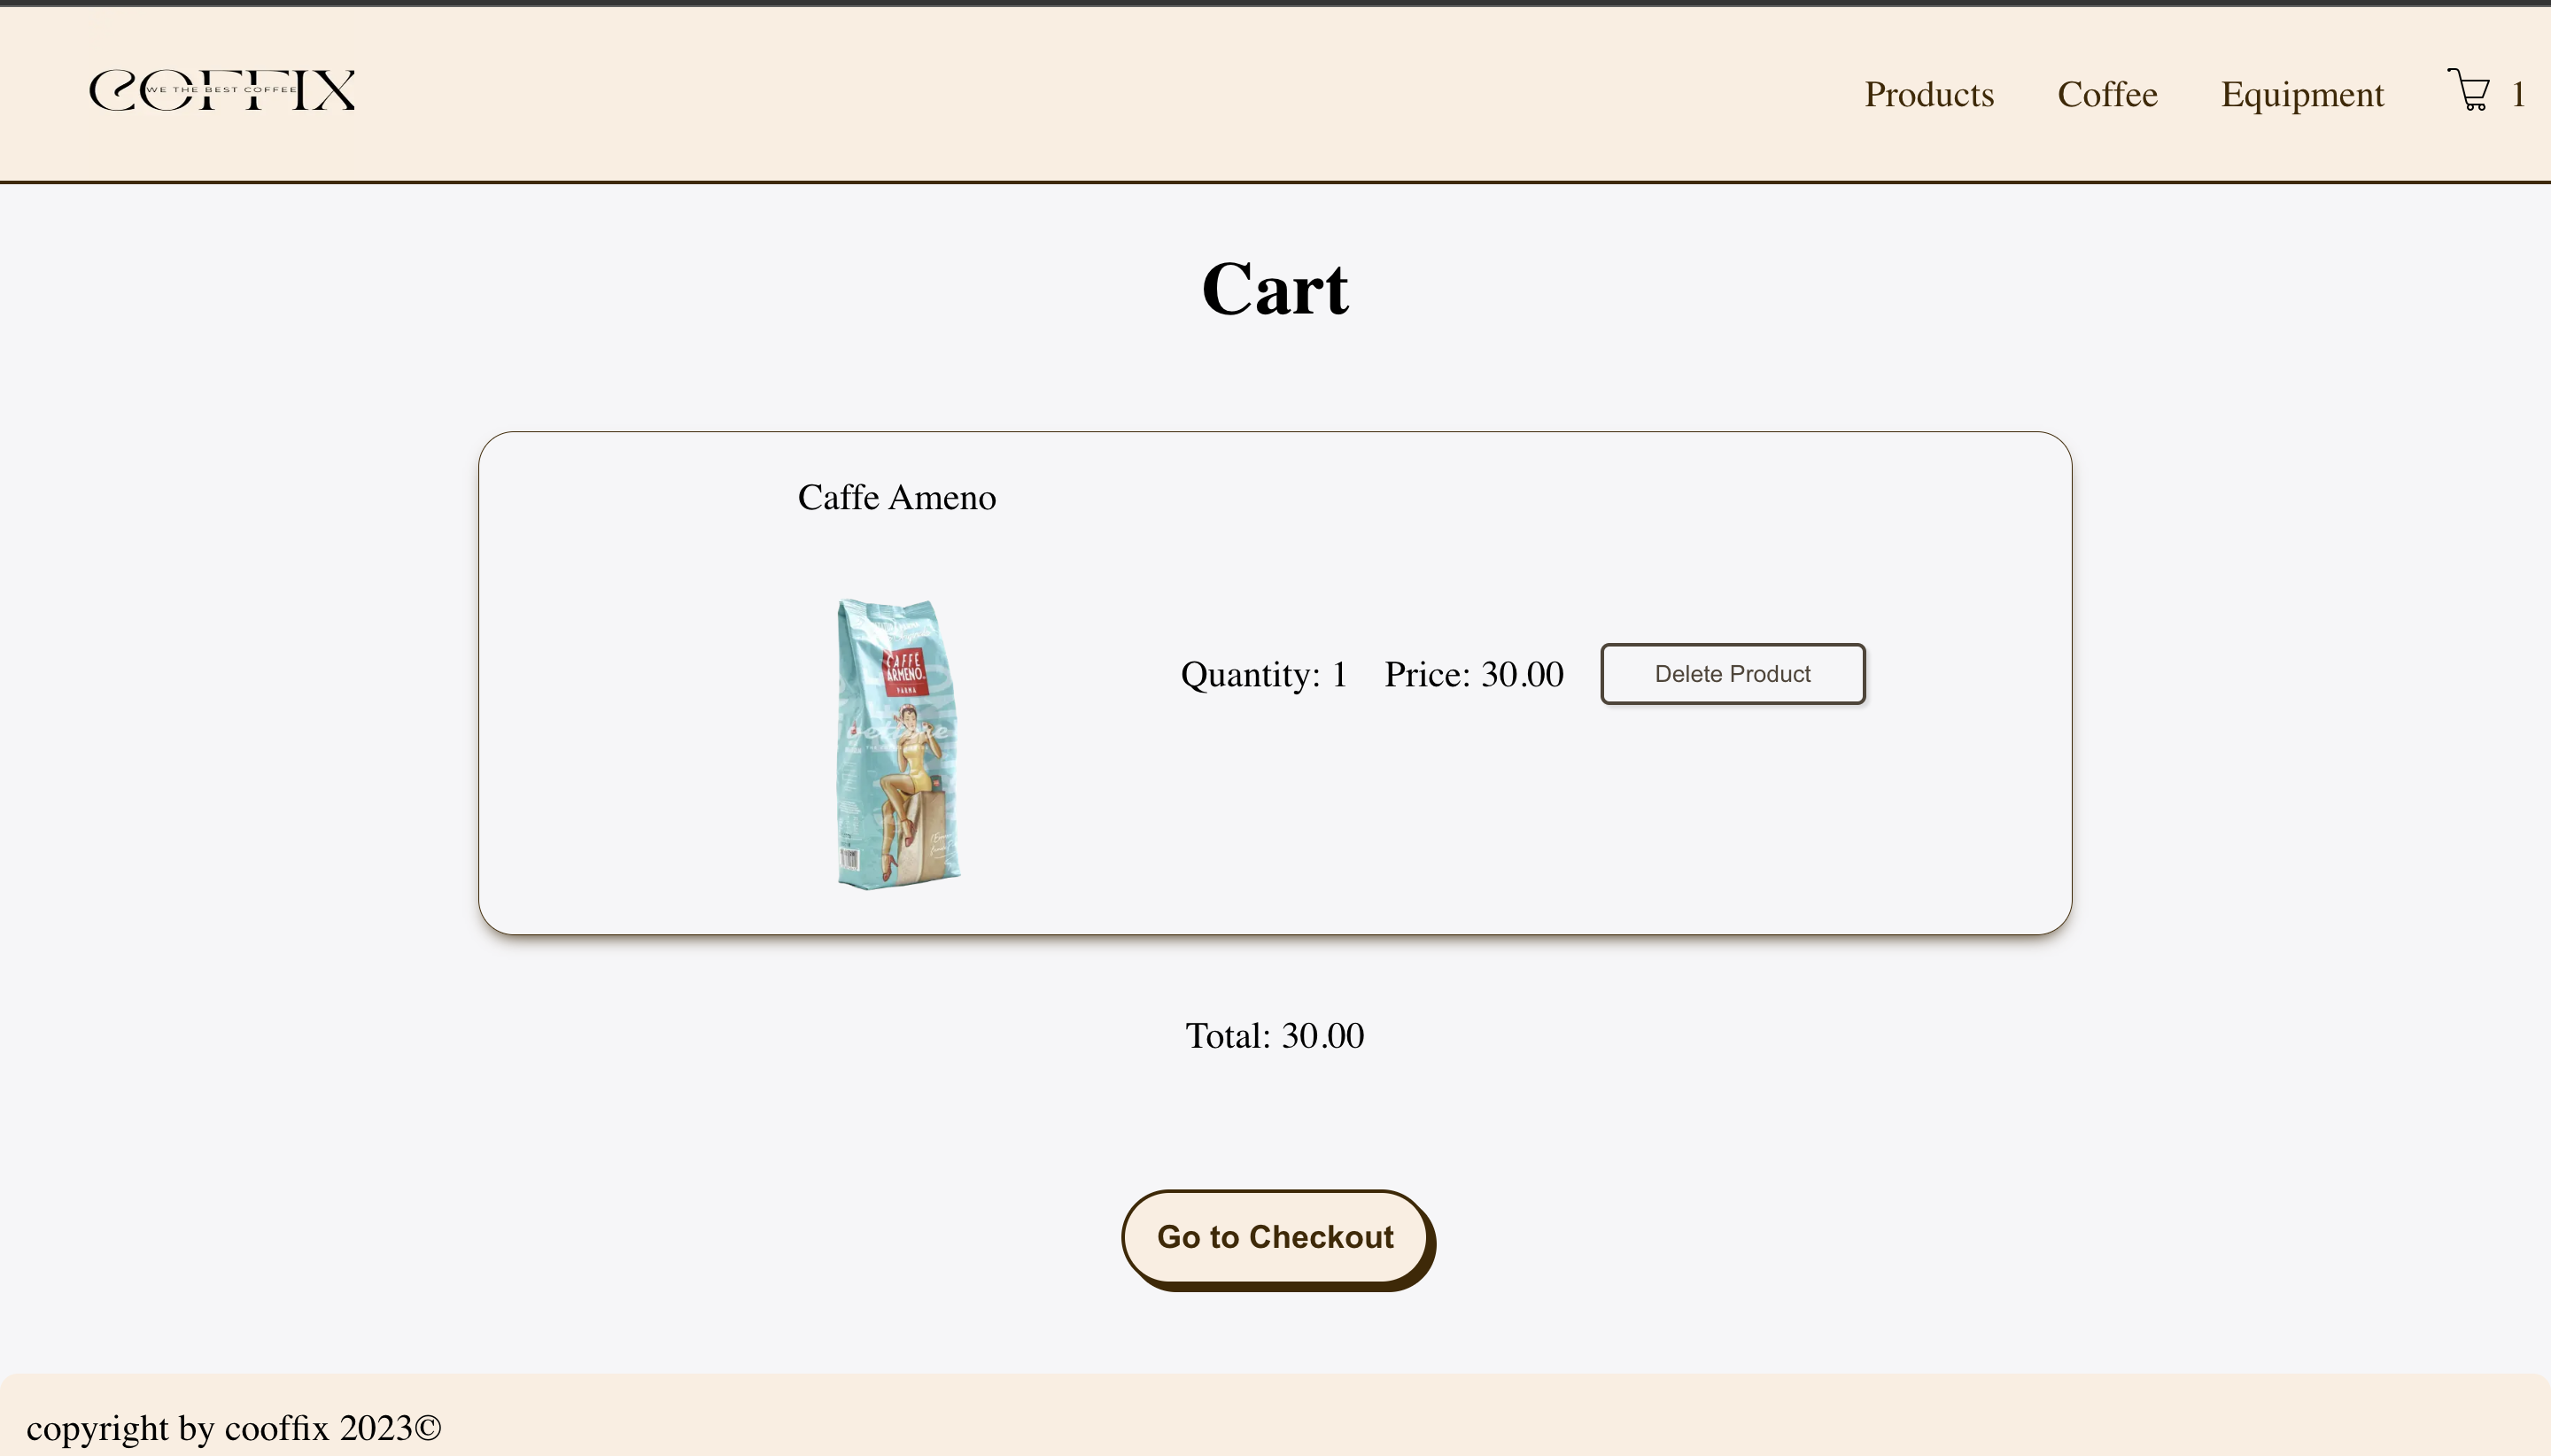 COFFIX
WE THE BEST COFFEE
Products Coffee Equipment 1
Cart
Caffe Ameno
CAFFÈ
ARMENO.
PARMA
Quantity: 1 Price: 30.00 Delete Product
Total: 30.00
Go to Checkout
copyright by cooffix 2023©